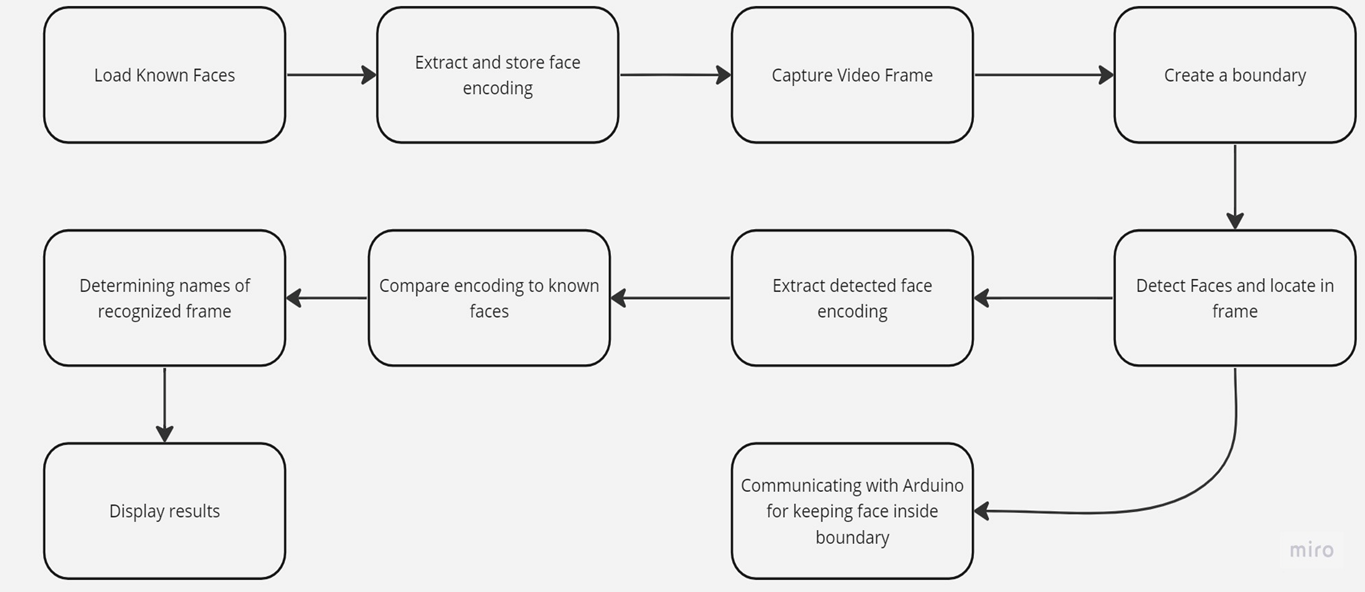 Load Known Faces
Extract and store face
encoding
Capture Video Frame
Create a boundary
Determining names of
recognized frame
Compare encoding to known
faces
Extract detected face
encoding
Detect Faces and locate in
frame
Display results
Communicating with Arduino
for keeping face inside
boundary
miro